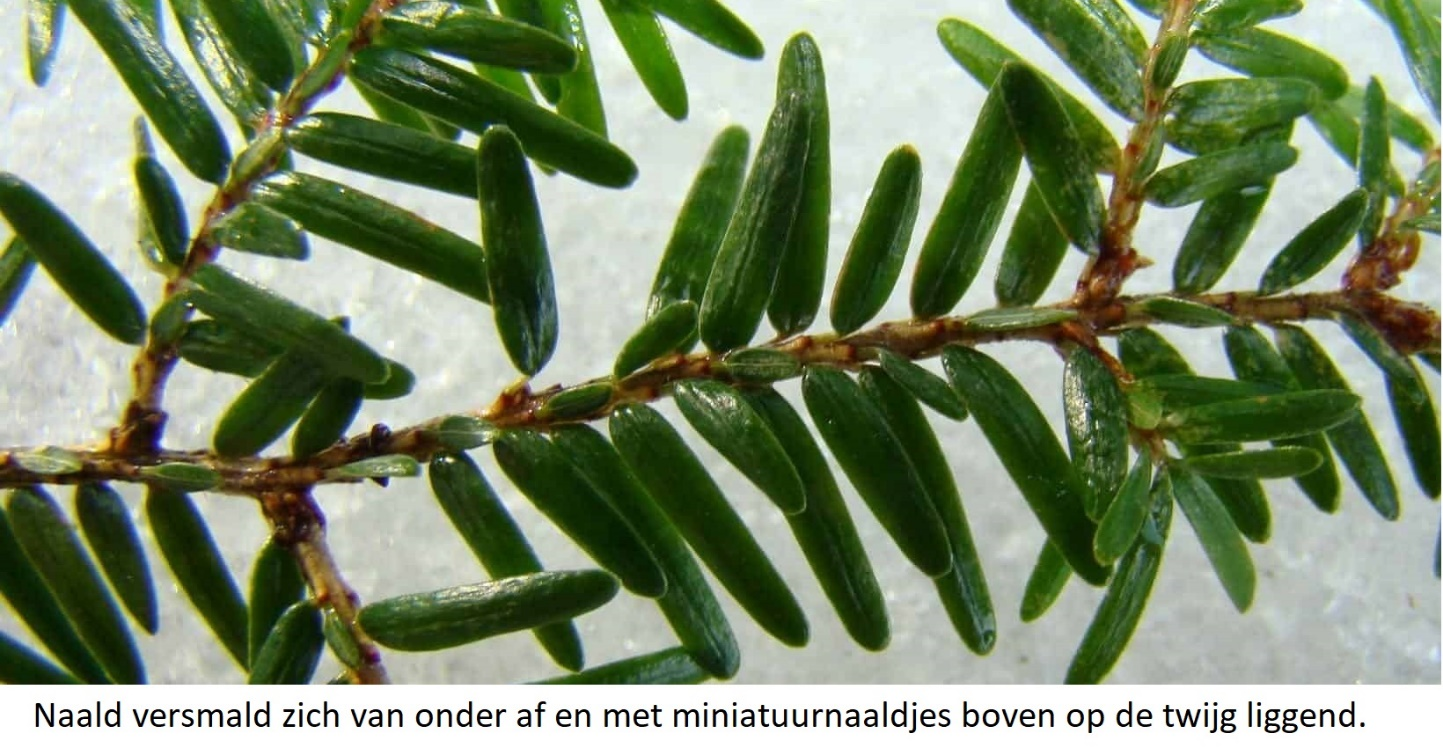 Naald versmald zich van onder af en met miniatuurnaaldjes boven op de twijg liggend.